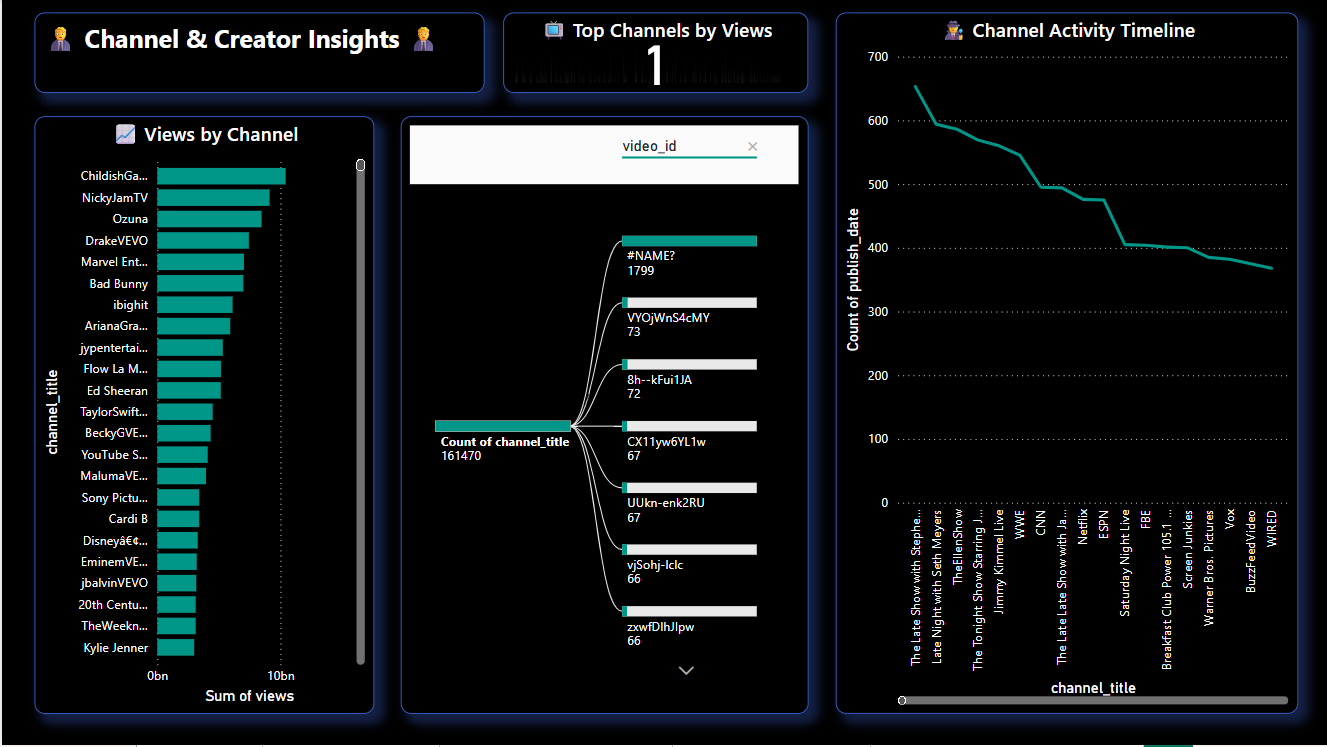 🤦‍♂️ Channel & Creator Insights 🤦‍♂️
📺 Top Channels by Views
1
📈 Views by Channel
channel_title
ChildishGa...
NickyJamTV
Ozuna
DrakeVEVO
Marvel Ent...
Bad Bunny
ibighit
ArianaGra...
jypentertai...
Flow La M...
Ed Sheeran
TaylorSwift...
BeckyGVE...
YouTube S...
MalumaVE...
Sony Pictu...
Cardi B
Disneyâ€¢...
EminemVE...
jbalvinVEVO
20th Centu...
TheWeekn...
Kylie Jenner
0bn 10bn
Sum of views
video_id
Count of channel_title
161470
#NAME?
1799
VYOjWnS4cMY
73
8h--kFui1JA
72
CX11yw6YL1w
67
UUkn-enk2RU
67
vjSohj-Iclc
66
zxwfDlhJIpw
66
🕵️‍♂️ Channel Activity Timeline
Count of publish_date
700
600
500
400
300
200
100
0
The Late Show with Stephe...
Late Night with Seth Meyers
TheEllenShow
The Tonight Show Starring J...
Jimmy Kimmel Live
WWE
CNN
The Late Late Show with Ja...
Netflix
ESPN
Saturday Night Live
FBE
Breakfast Club Power 105.1 ...
Screen Junkies
Warner Bros. Pictures
Vox
BuzzFeedVideo
WIRED
channel_title